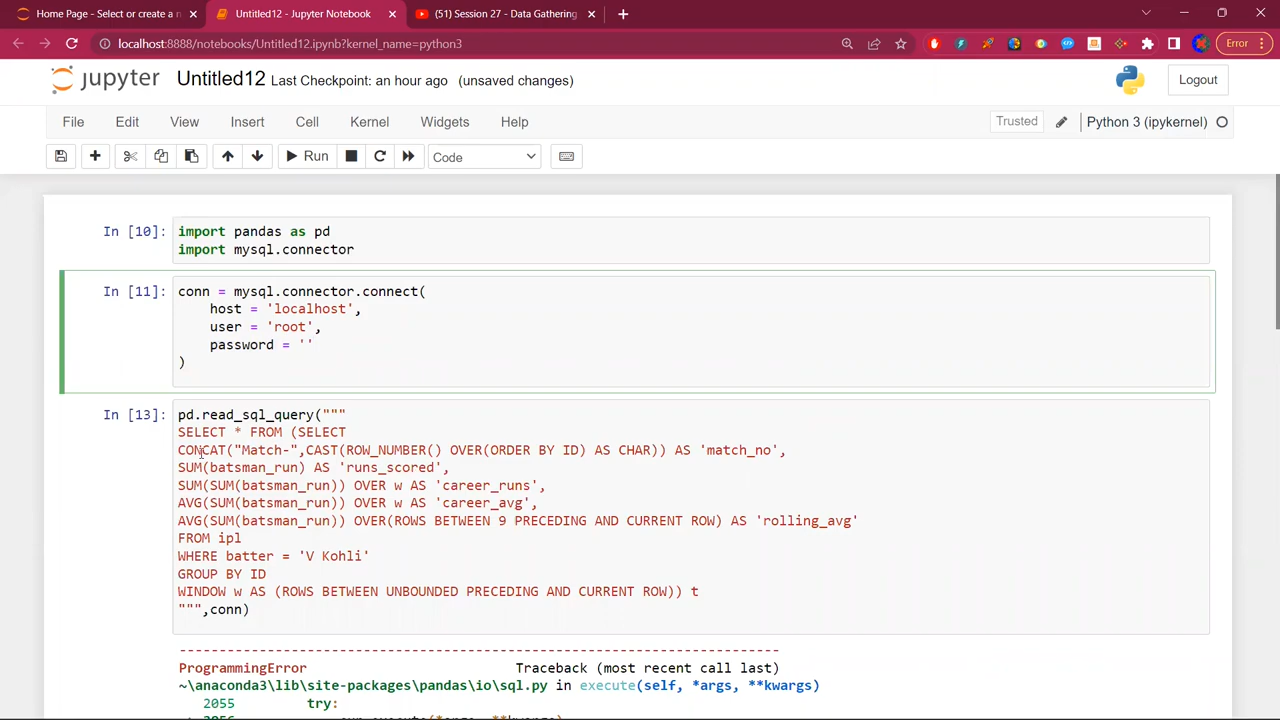 Home Page - Select or create a n
Untitled12 - Jupyter Notebook
(51) Session 27 - Data Gathering
localhost:8888/notebooks/Untitled12.ipynb?kernel_name=python3
Error
jupyter Untitled12 Last Checkpoint: an hour ago (unsaved changes)
Logout
File Edit View Insert Cell Kernel Widgets Help
Trusted Python 3 (ipykernel)
Run Code
In [10]: import pandas as pd
import mysql.connector
In [11]: conn = mysql.connector.connect(
host = 'localhost',
user = 'root',
password = ''
)
In [13]: pd.read_sql_query("""
SELECT * FROM (SELECT
CONCAT("Match-",CAST(ROW_NUMBER() OVER(ORDER BY ID) AS CHAR)) AS 'match_no',
SUM(batsman_run) AS 'runs_scored',
SUM(SUM(batsman_run)) OVER w AS 'career_runs',
AVG(SUM(batsman_run)) OVER w AS 'career_avg',
AVG(SUM(batsman_run)) OVER(ROWS BETWEEN 9 PRECEDING AND CURRENT ROW) AS 'rolling_avg'
FROM ipl
WHERE batter = 'V Kohli'
GROUP BY ID
WINDOW w AS (ROWS BETWEEN UNBOUNDED PRECEDING AND CURRENT ROW)) t
""",conn)
---------------------------------------------------------------------------
ProgrammingError Traceback (most recent call last)
~\anaconda3\lib\site-packages\pandas\io\sql.py in execute(self, *args, **kwargs)
2055 try: